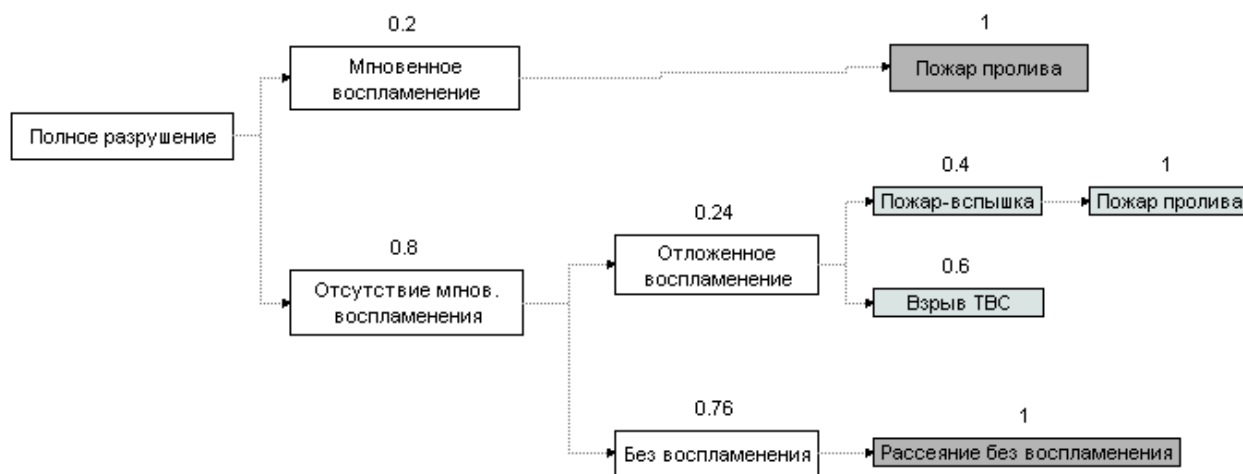 0.2
1
Мгновенное
воспламенение
Пожар пролива
Полное разрушение
0.4
1
Пожар-вспышка
Пожар пролива
0.24
Отложенное
воспламенение
0.8
0.6
Отсутствие мгнов.
воспламенения
Взрыв ТВС
0.76
1
Без воспламенения
Рассеяние без воспламенения